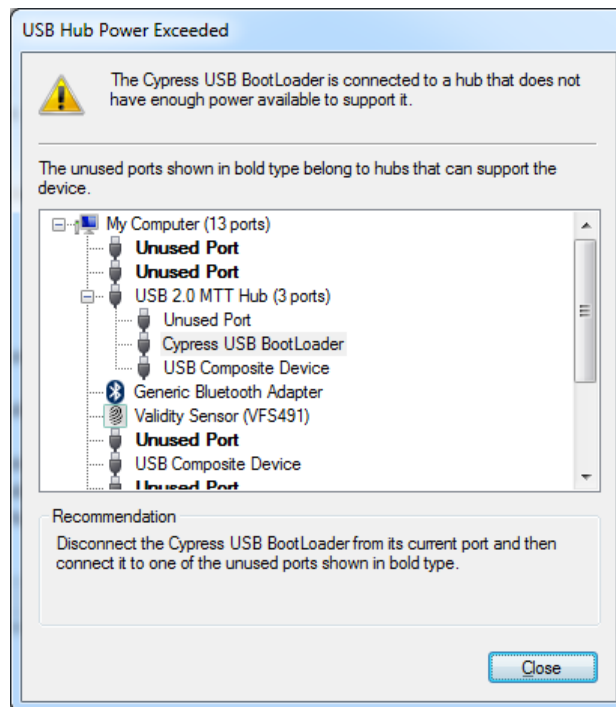 USB Hub Power Exceeded
The Cypress USB BootLoader is connected to a hub that does not
have enough power available to support it.
The unused ports shown in bold type belong to hubs that can support the
device.
My Computer (13 ports)
Unused Port
Unused Port
USB 2.0 MTT Hub (3 ports)
Unused Port
Cypress USB BootLoader
USB Composite Device
Generic Bluetooth Adapter
Validity Sensor (VFS491)
Unused Port
USB Composite Device
Unused Port
Recommendation
Disconnect the Cypress USB BootLoader from its current port and then
connect it to one of the unused ports shown in bold type.
Close